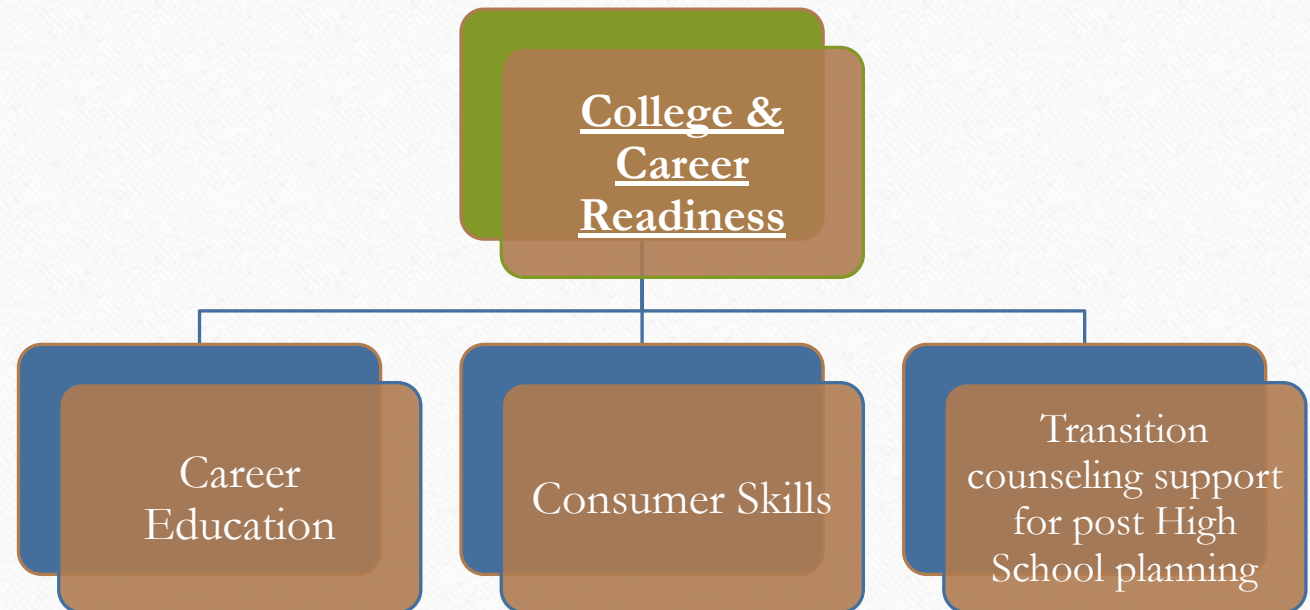 College &
Career
Readiness
Career
Education
Consumer Skills
Transition
counseling support
for post High
School planning